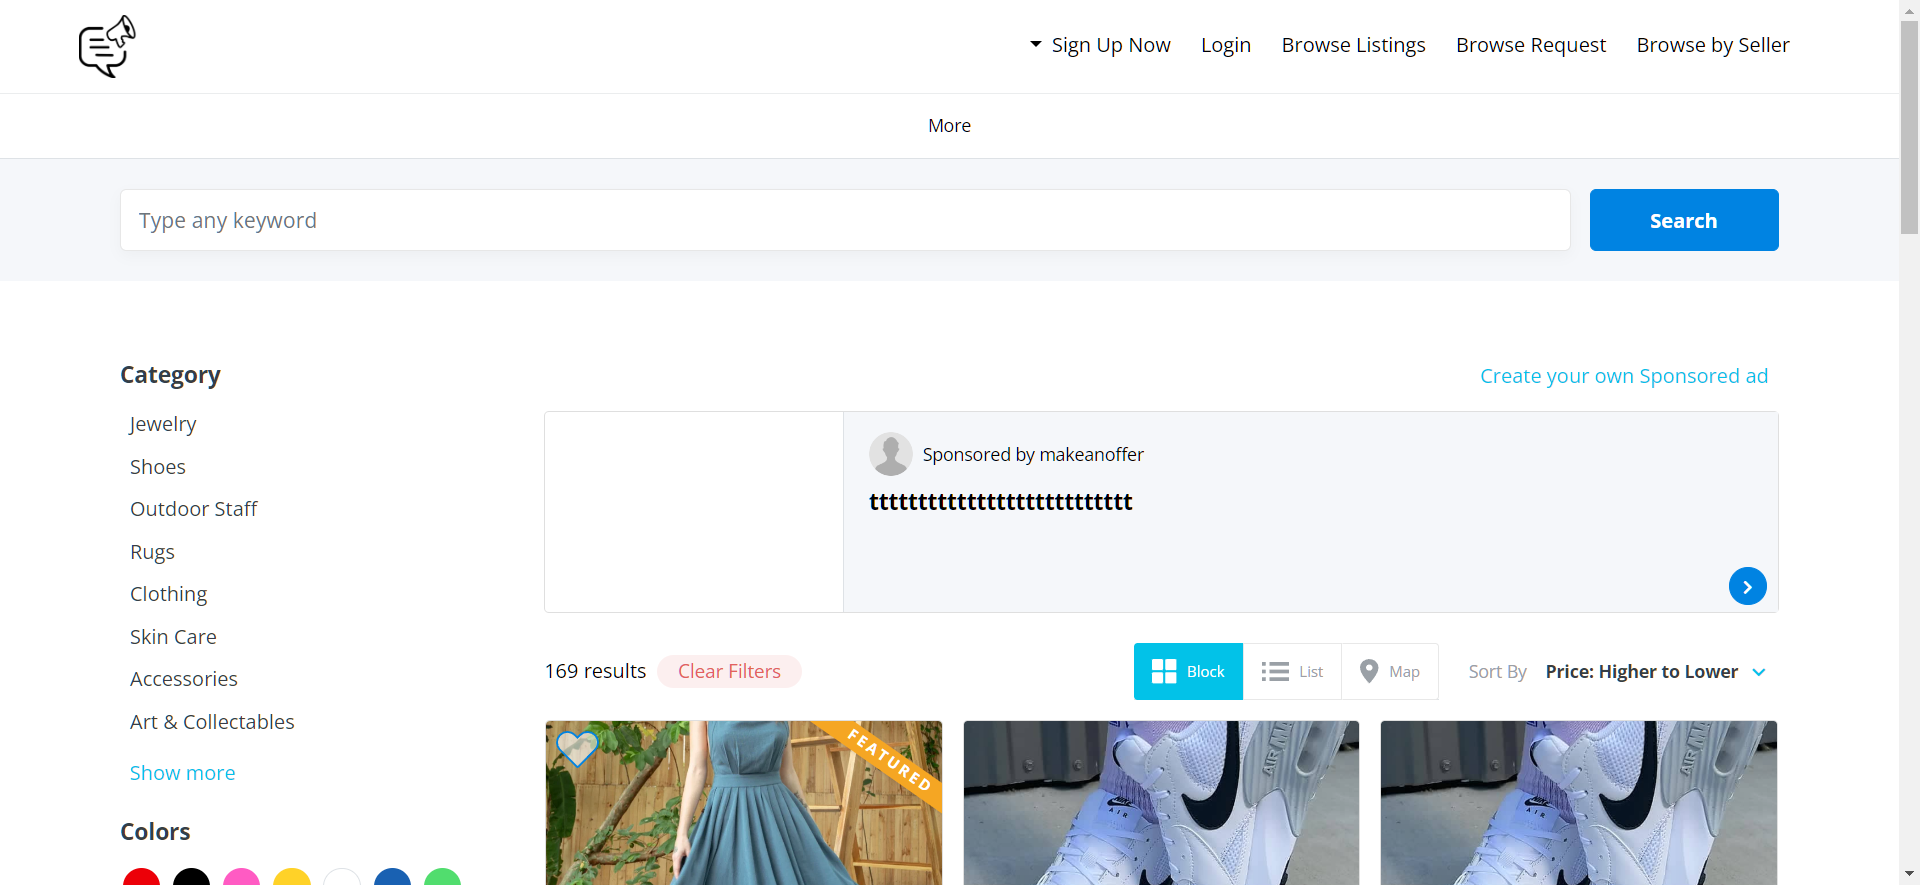 Sign Up Now
Login
Browse Listings
Browse Request
Browse by Seller
More
Type any keyword
Search
Category
Jewelry
Shoes
Outdoor Staff
Rugs
Clothing
Skin Care
Accessories
Art & Collectables
Show more
Colors
Create your own Sponsored ad
Sponsored by makeanoffer
ttttttttttttttttttttttttttt
169 results
Clear Filters
Block
List
Map
Sort By
Price: Higher to Lower
FEATURED
AIR MAX
AIR
AIR MAX
AIR